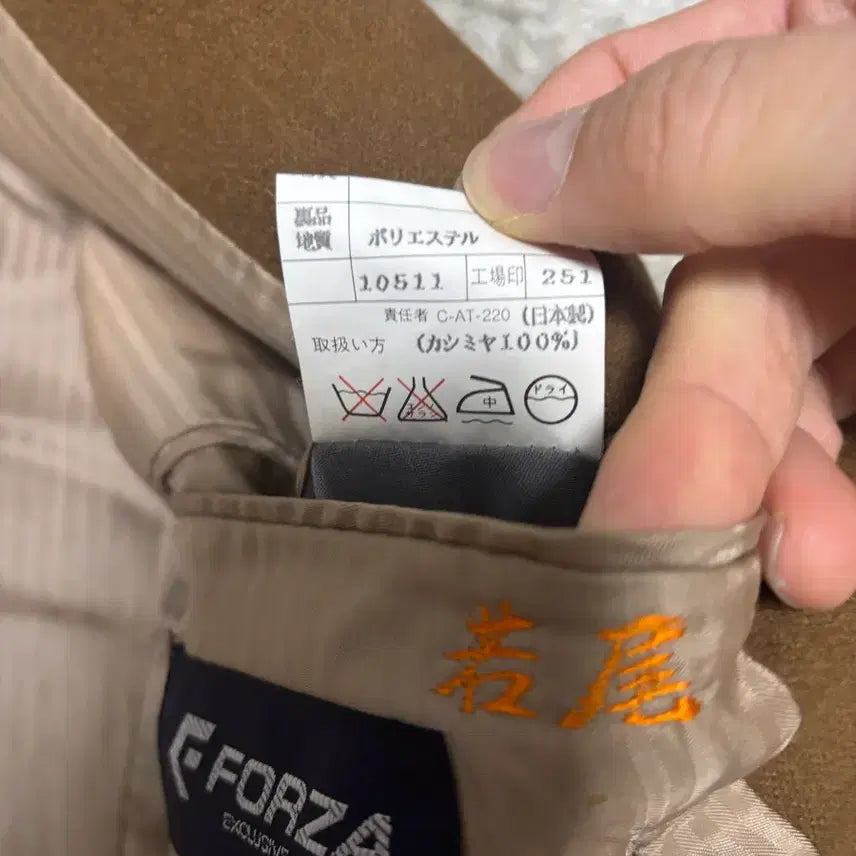 裏品
地質 ポリエステル
10511 工場印 251
責任者 C-AT-220 (日本製)
取扱い方 (カシミヤ100%)
中 ドライ
若尾
FORZA
EXCLUSIVE